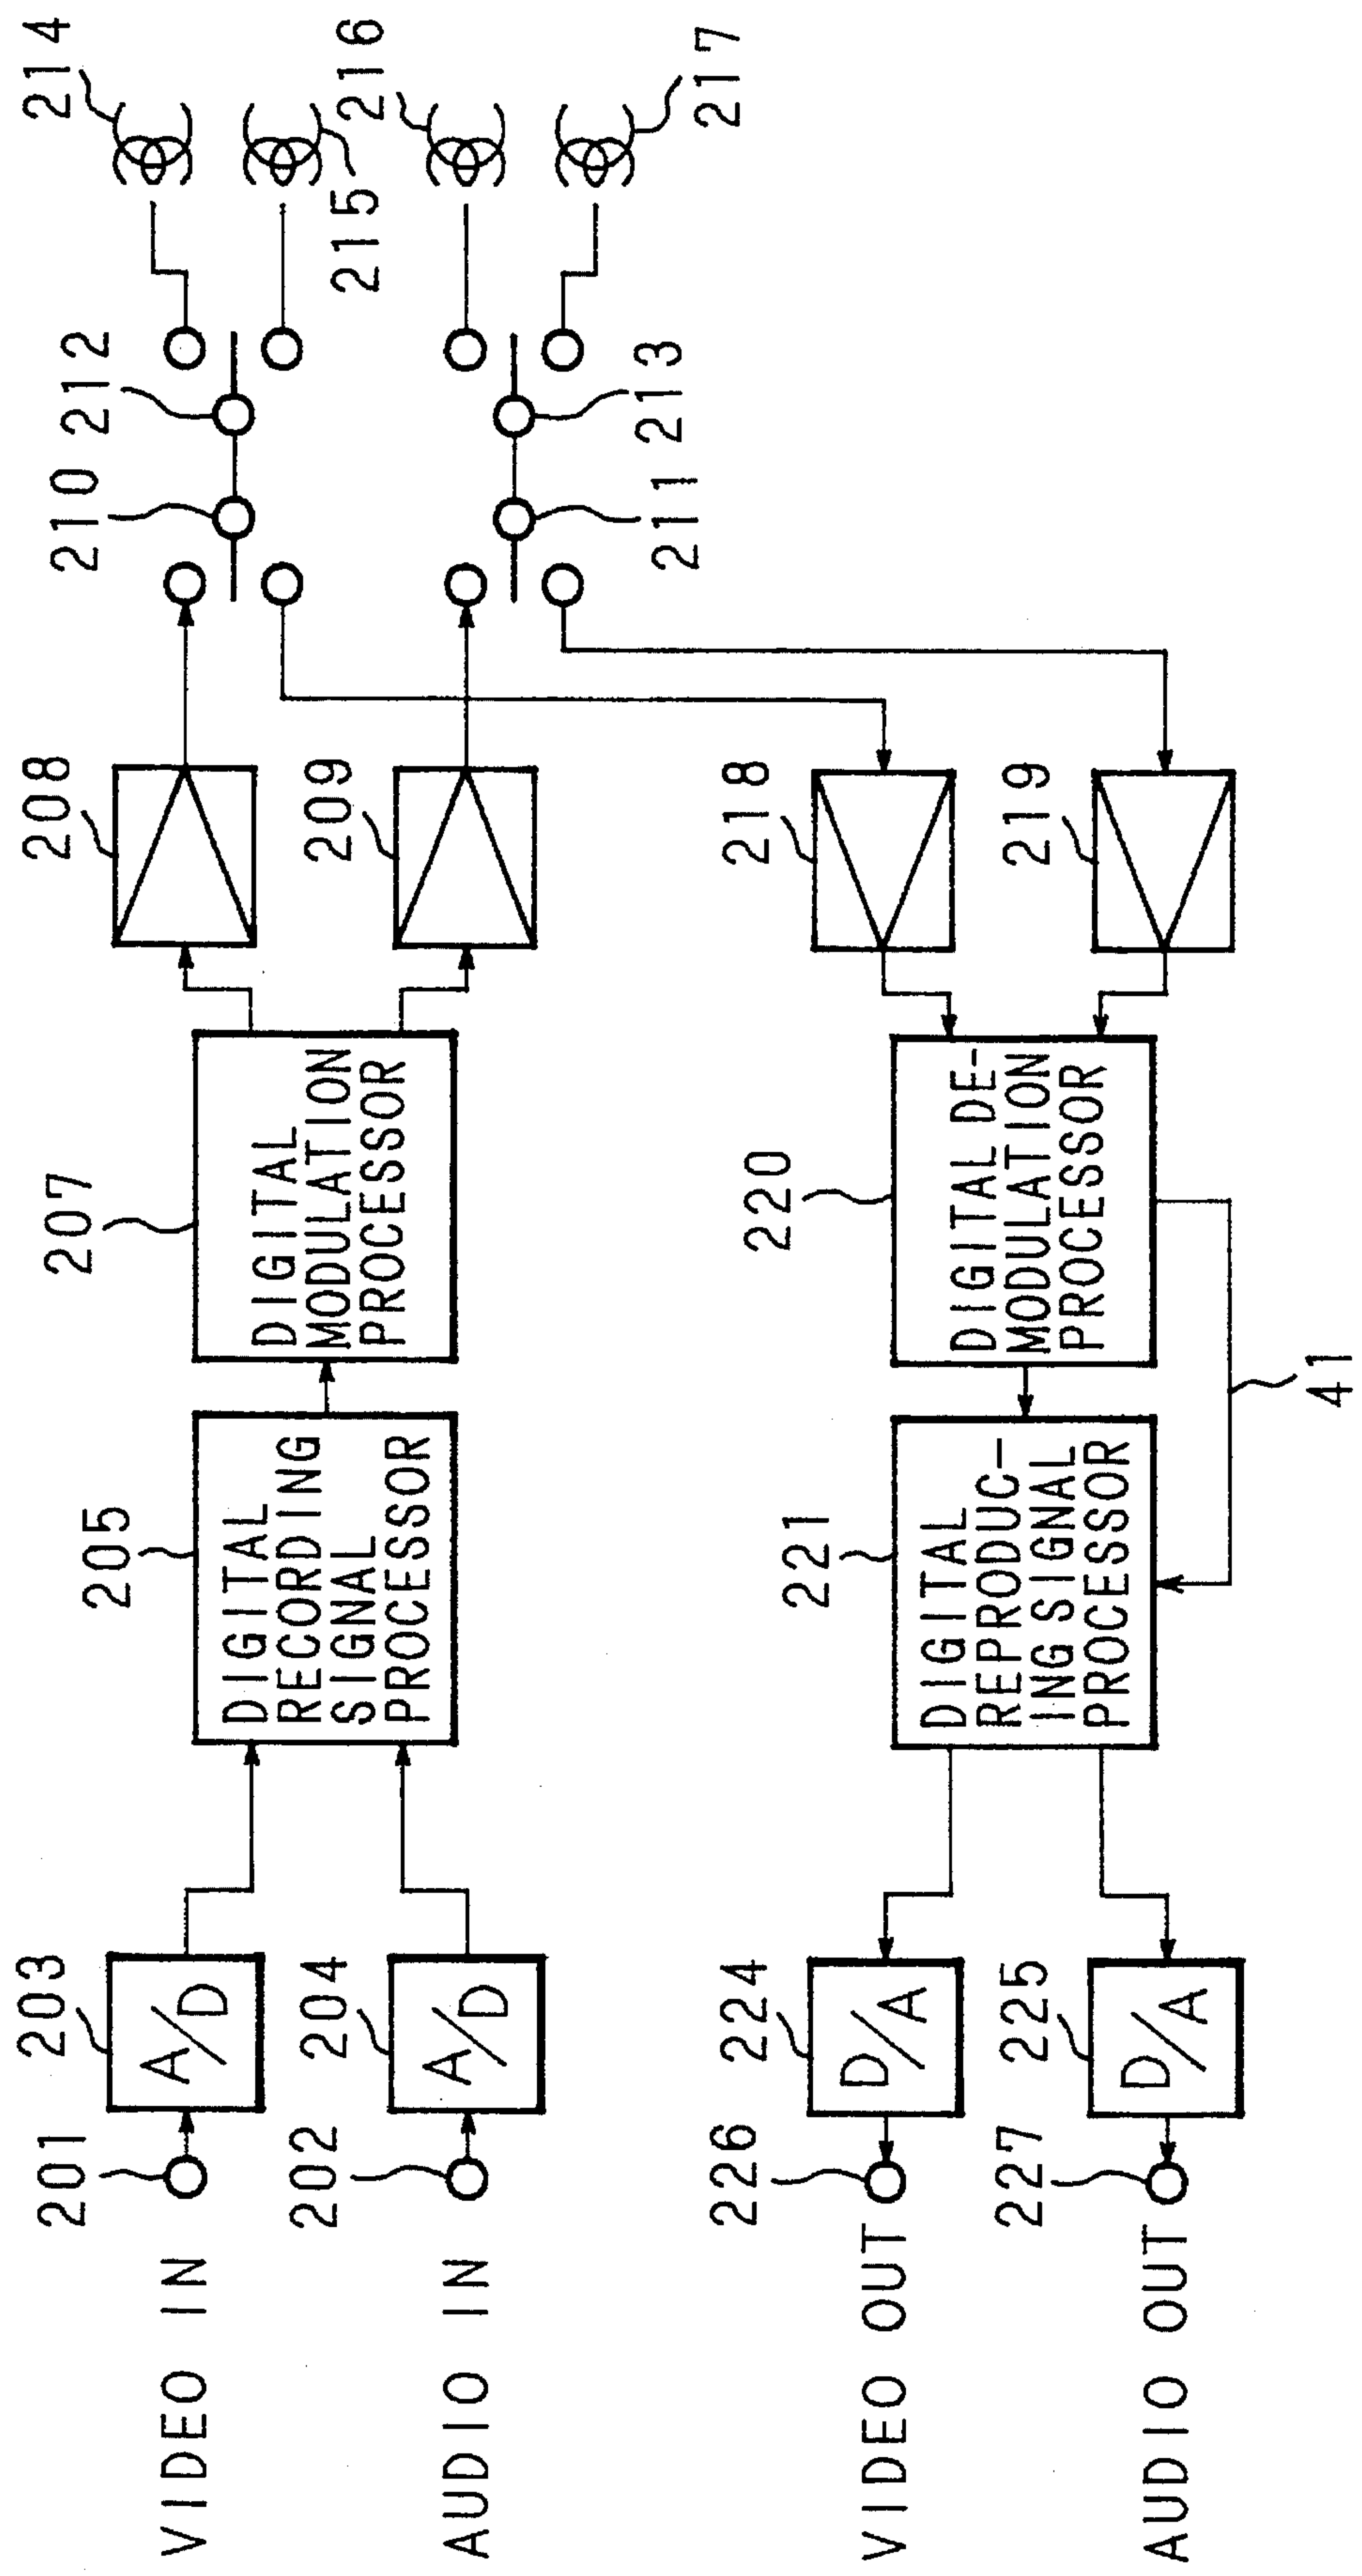 VIDEO IN
201
203
A/D
AUDIO IN
202
204
A/D
205
DIGITAL
RECORDING
SIGNAL
PROCESSOR
207
DIGITAL
MODULATION
PROCESSOR
208
209
210
212
211
213
214
215
216
217
VIDEO OUT
226
224
D/A
AUDIO OUT
227
225
D/A
221
DIGITAL
REPRODUC-
ING SIGNAL
PROCESSOR
220
DIGITAL DE-
MODULATION
PROCESSOR
41
218
219